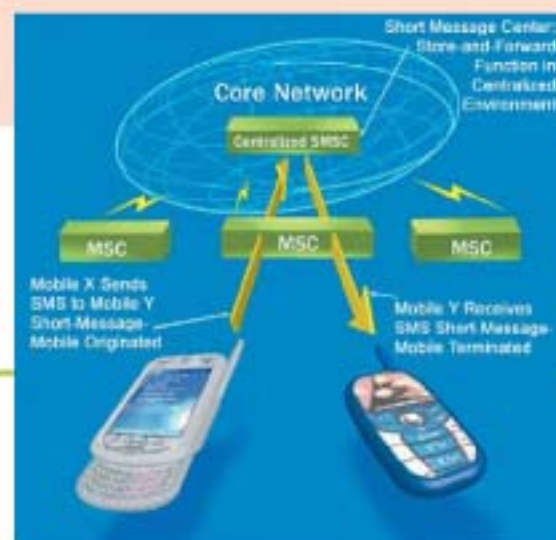 Short Message Center:
Store-and-Forward
Function in
Centralized
Environment
Core Network
Centralized SMSC
MSC
MSC
MSC
Mobile X Sends
SMS to Mobile Y
Short-Message-
Mobile Originated
Mobile Y Receives
SMS Short Message-
Mobile Terminated